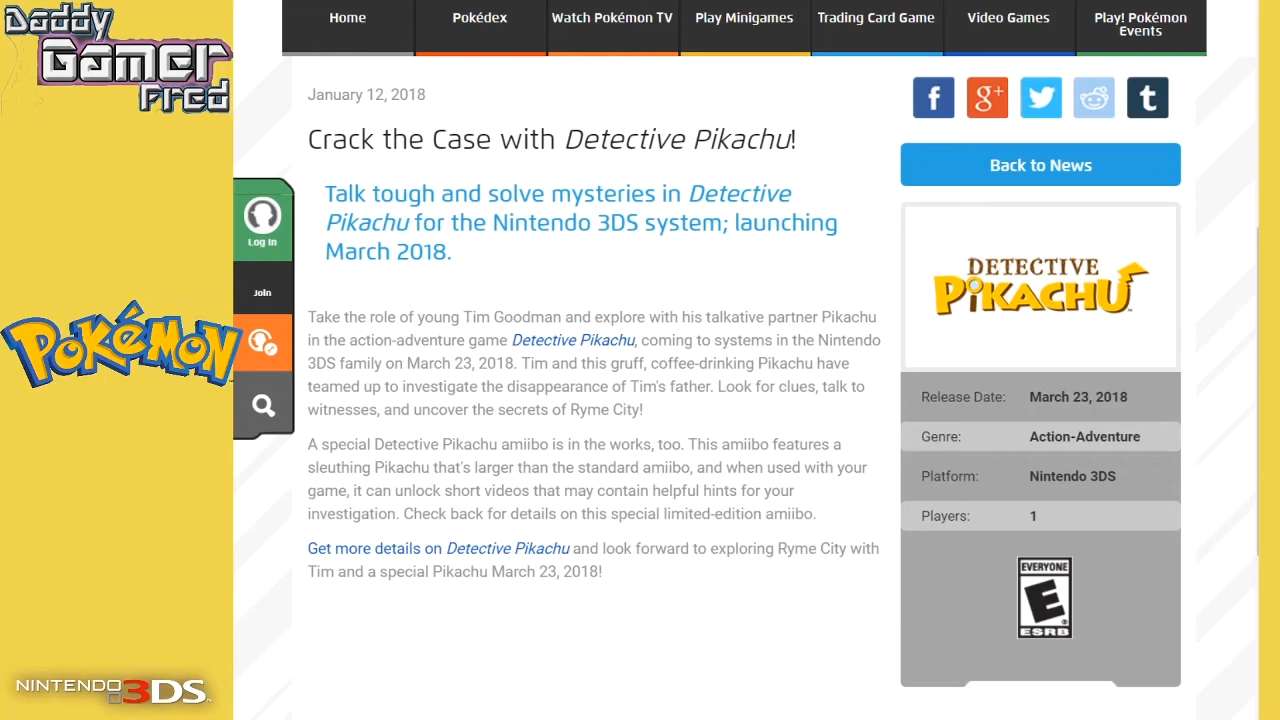 Daddy
Gamer
Fred
Home
Pokédex
Watch Pokémon TV
Play Minigames
Trading Card Game
Video Games
Play! Pokémon
Events
January 12, 2018
Crack the Case with Detective Pikachu!
Talk tough and solve mysteries in Detective
Pikachu for the Nintendo 3DS system; launching
March 2018.
Log In
Join
POKéMON
Take the role of young Tim Goodman and explore with his talkative partner Pikachu
in the action-adventure game Detective Pikachu, coming to systems in the Nintendo
3DS family on March 23, 2018. Tim and this gruff, coffee-drinking Pikachu have
teamed up to investigate the disappearance of Tim's father. Look for clues, talk to
witnesses, and uncover the secrets of Ryme City!
A special Detective Pikachu amiibo is in the works, too. This amiibo features a
sleuthing Pikachu that's larger than the standard amiibo, and when used with your
game, it can unlock short videos that may contain helpful hints for your
investigation. Check back for details on this special limited-edition amiibo.
Get more details on Detective Pikachu and look forward to exploring Ryme City with
Tim and a special Pikachu March 23, 2018!
f
g+
t
Back to News
DETECTIVE
PIKACHU
Release Date: March 23, 2018
Genre: Action-Adventure
Platform: Nintendo 3DS
Players: 1
EVERYONE
E
ESRB
NINTENDO 3DS